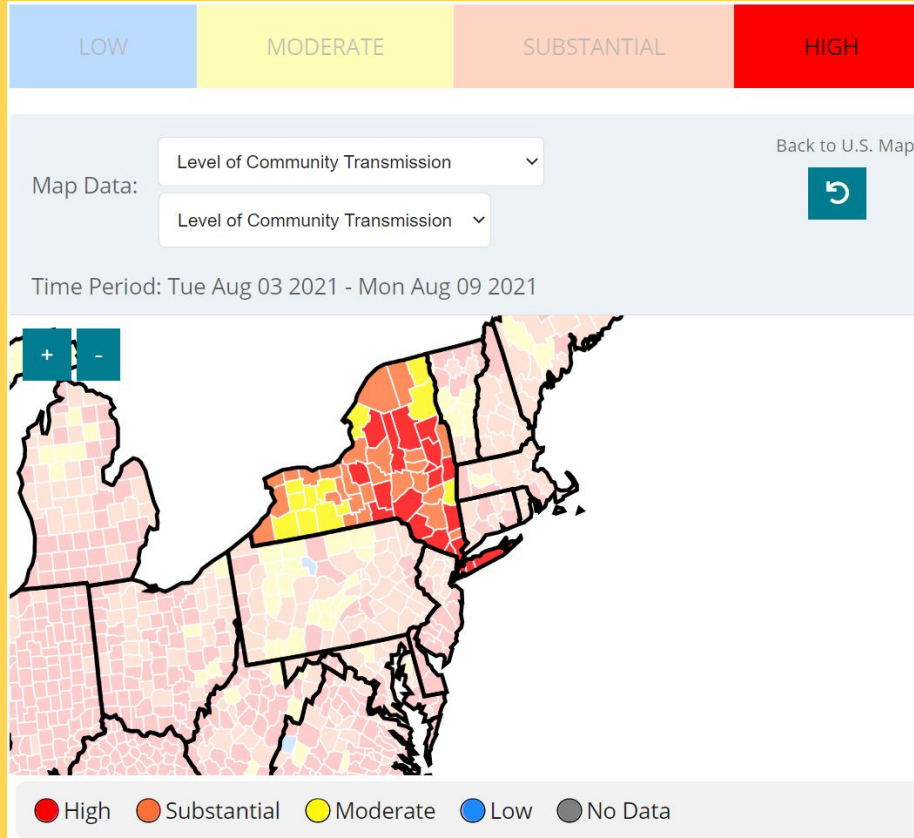 LOW MODERATE SUBSTANTIAL HIGH
Back to U.S. Map
Map Data:
Level of Community Transmission
Level of Community Transmission
Time Period: Tue Aug 03 2021 - Mon Aug 09 2021
+ -
High Substantial Moderate Low No Data